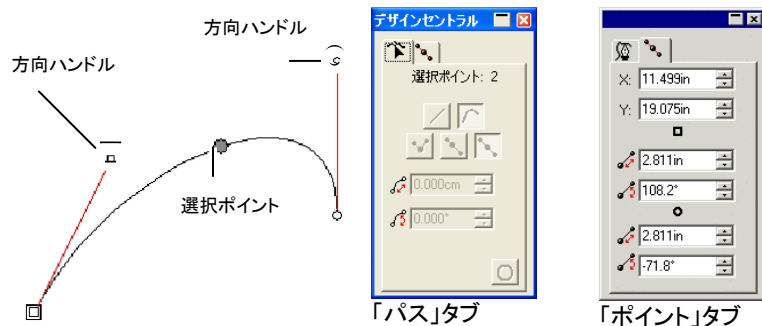 方向ハンドル
方向ハンドル
選択ポイント
デザインセントラル
選択ポイント: 2
0.000cm
0.000°
「パス」タブ
X: 11.499in
Y: 19.075in
2.811in
108.2°
2.811in
-71.8°
「ポイント」タブ